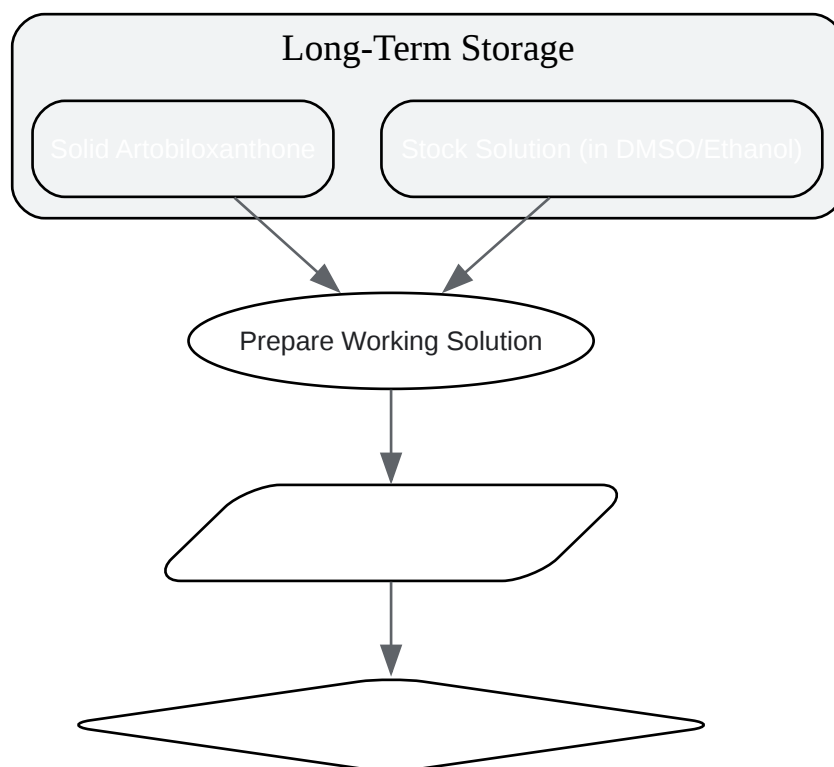 Long-Term Storage
Solid Artobiloxanthone
Stock Solution (in DMSO/Ethanol)
Prepare Working Solution